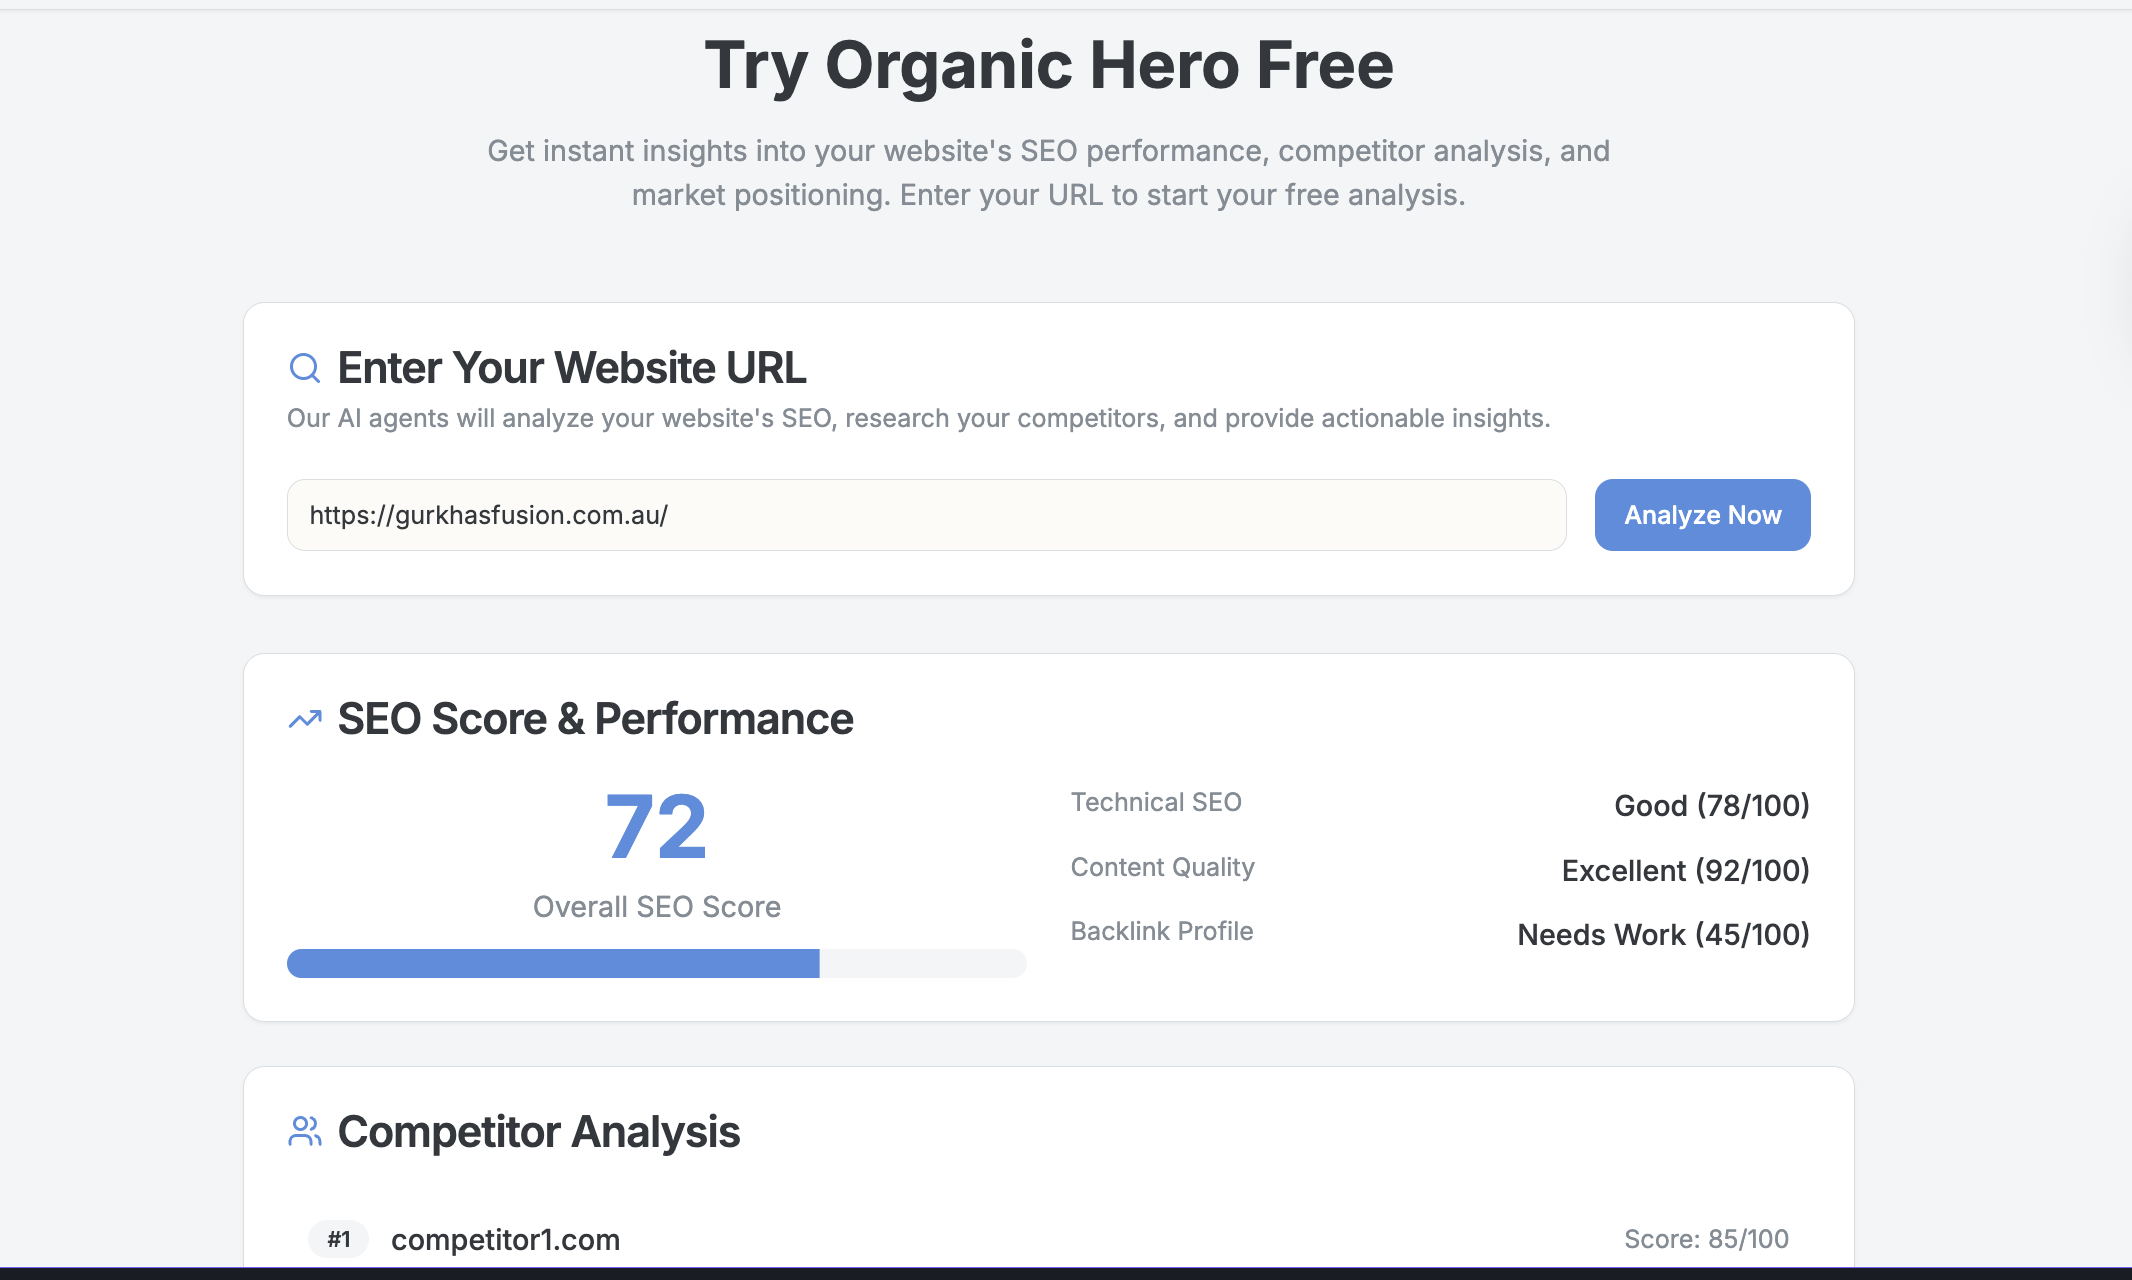 Try Organic Hero Free
Get instant insights into your website's SEO performance, competitor analysis, and
market positioning. Enter your URL to start your free analysis.
Enter Your Website URL
Our AI agents will analyze your website's SEO, research your competitors, and provide actionable insights.
https://gurkhasfusion.com.au/
Analyze Now
SEO Score & Performance
72
Overall SEO Score
Technical SEO Good (78/100)
Content Quality Excellent (92/100)
Backlink Profile Needs Work (45/100)
Competitor Analysis
#1 competitor1.com Score: 85/100